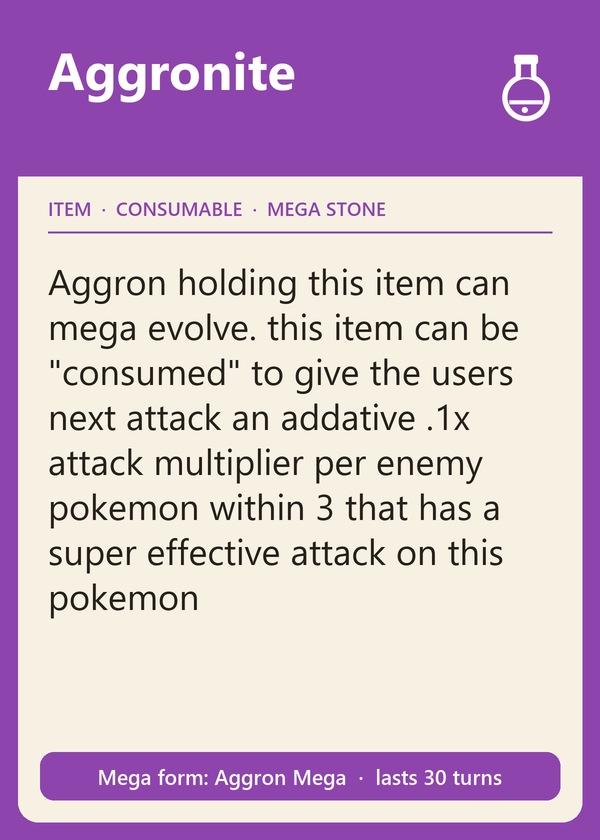 Aggronite
ITEM · CONSUMABLE · MEGA STONE
Aggron holding this item can
mega evolve. this item can be
"consumed" to give the users
next attack an addative .1x
attack multiplier per enemy
pokemon within 3 that has a
super effective attack on this
pokemon
Mega form: Aggron Mega · lasts 30 turns